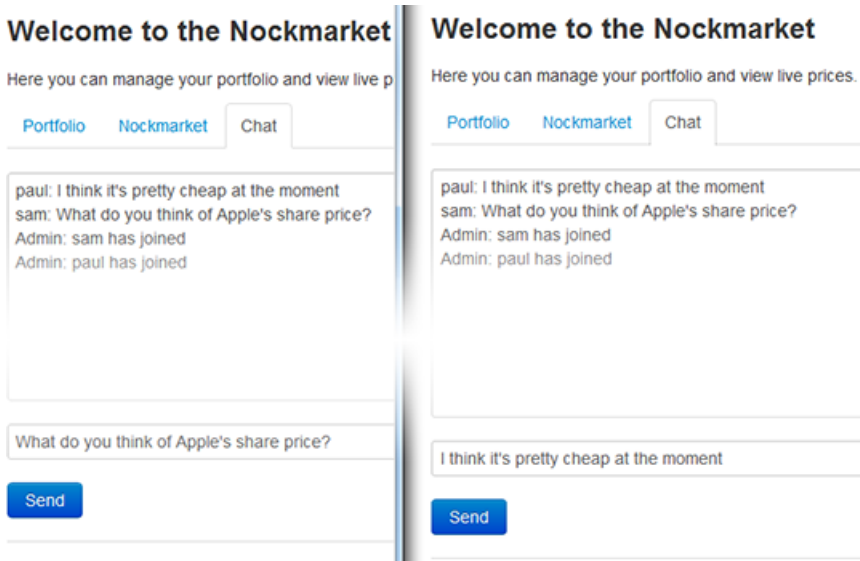 Welcome to the Nockmarket
Here you can manage your portfolio and view live p
Portfolio Nockmarket Chat
paul: I think it's pretty cheap at the moment
sam: What do you think of Apple's share price?
Admin: sam has joined
Admin: paul has joined
What do you think of Apple's share price?
Send
Welcome to the Nockmarket
Here you can manage your portfolio and view live prices.
Portfolio Nockmarket Chat
paul: I think it's pretty cheap at the moment
sam: What do you think of Apple's share price?
Admin: sam has joined
Admin: paul has joined
I think it's pretty cheap at the moment
Send